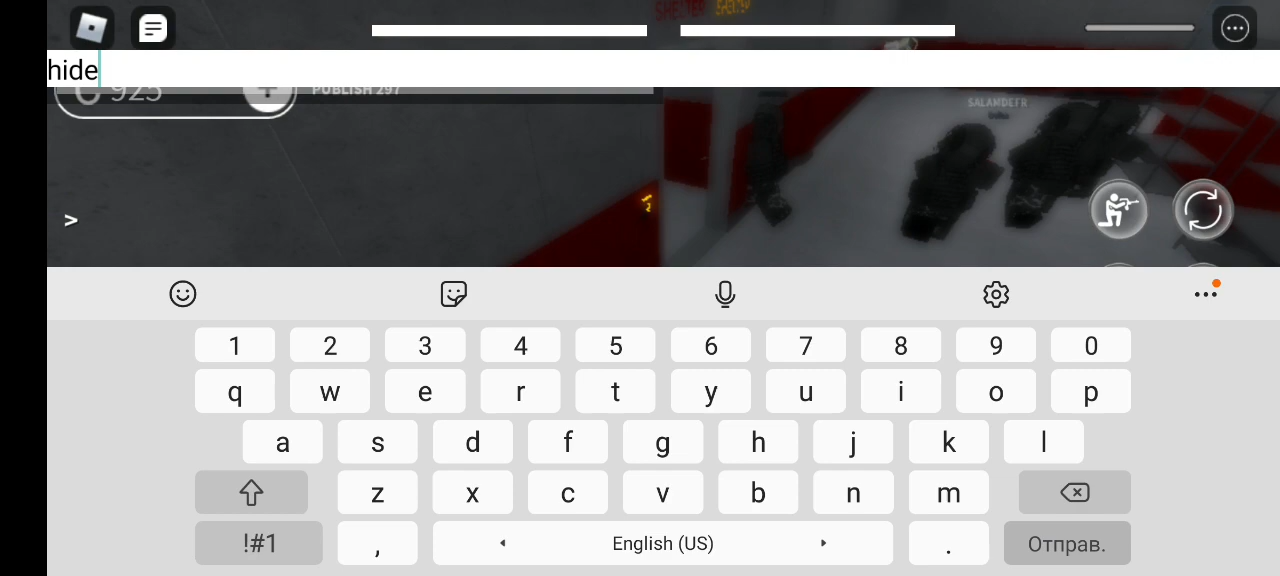 SHELTER
hide
925
PUBLISH 297
SALAMDEFR
>
1 2 3 4 5 6 7 8 9 0
q w e r t y u i o p
a s d f g h j k l
z x c v b n m
!#1 , English (US) . Отправ.